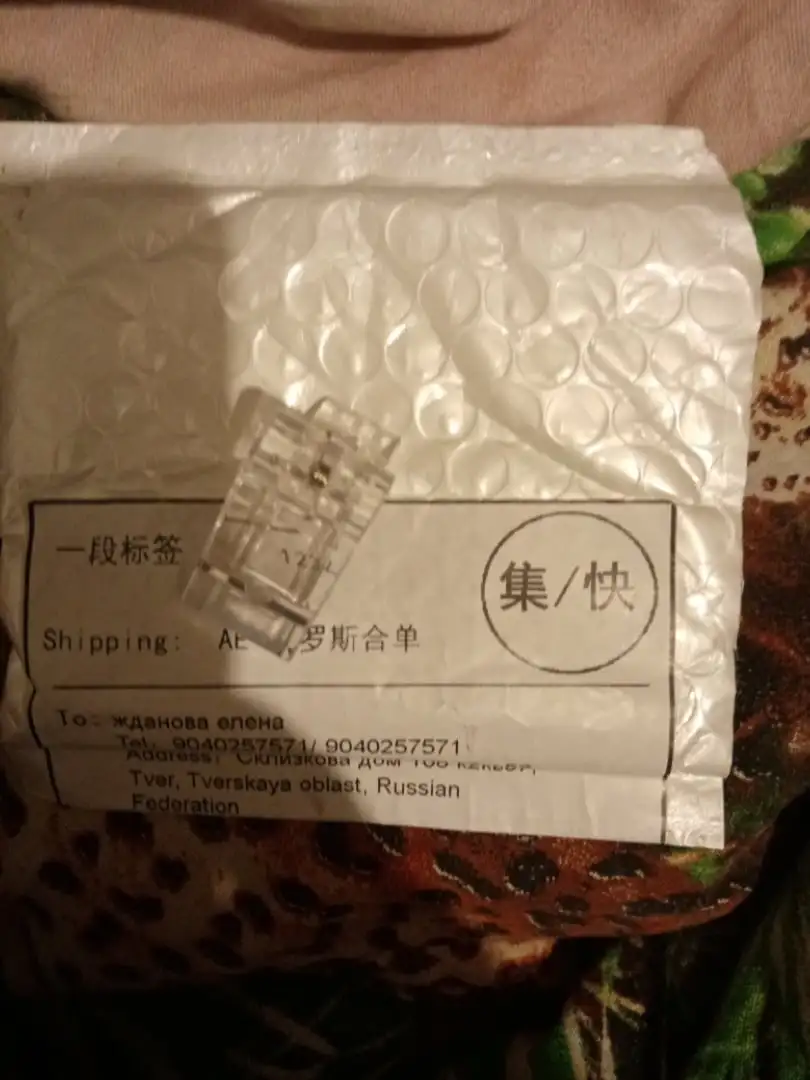 一段标签
集/快
Shipping: AE 罗斯合单
To: жданова елена
Tel: 9040257571/ 9040257571
Address: Склизкова дом 108
Tver, Tverskaya oblast, Russian
Federation